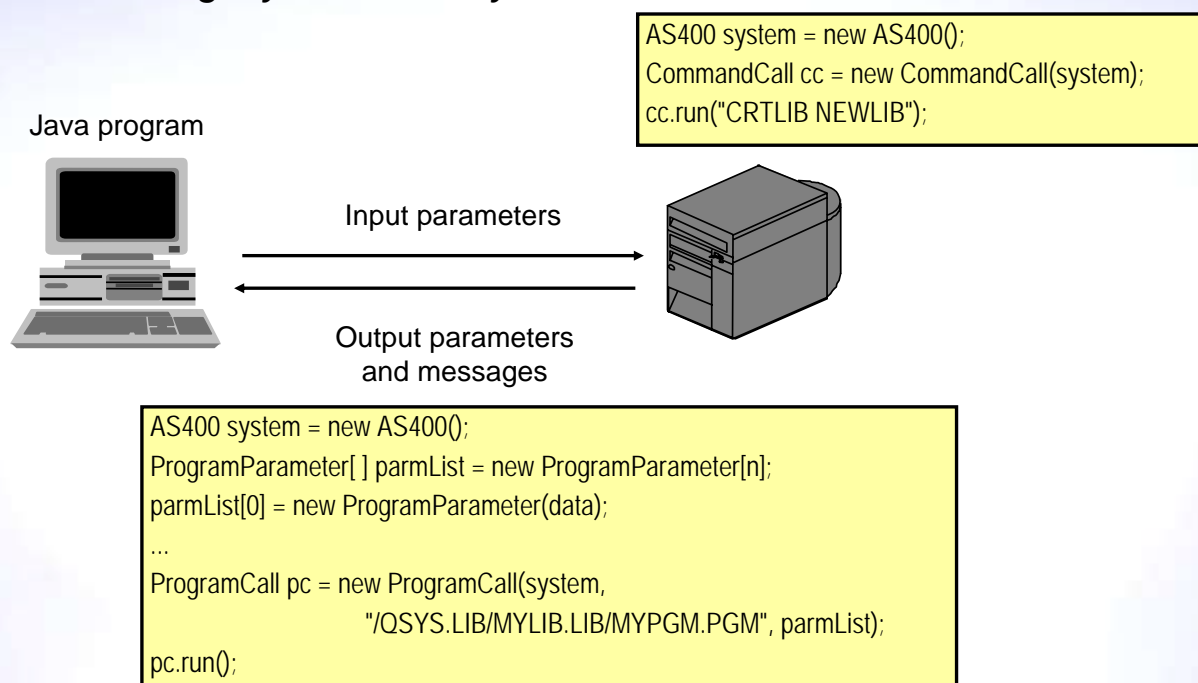 AS400 system = new AS400();
CommandCall cc = new CommandCall(system);
cc.run("CRTLIB NEWLIB");
Java program
Input parameters
Output parameters
and messages
AS400 system = new AS400();
ProgramParameter[ ] parmList = new ProgramParameter[n];
parmList[0] = new ProgramParameter(data);
...
ProgramCall pc = new ProgramCall(system,
"/QSYS.LIB/MYLIB.LIB/MYPGM.PGM", parmList);
pc.run();